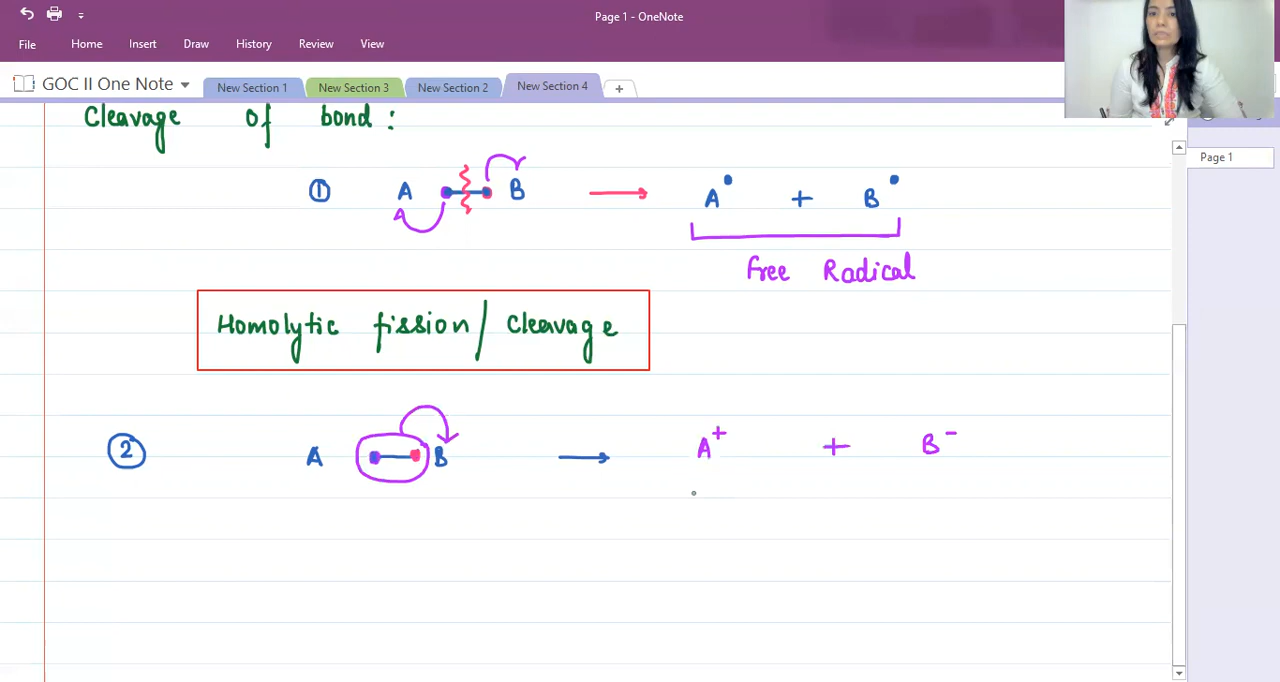 Page 1 - OneNote
File Home Insert Draw History Review View
GOC II One Note New Section 1 New Section 3 New Section 2 New Section 4 +
Page 1
Cleavage of bond :
① A B A• + B•
Free Radical
Homolytic fission / Cleavage
② A B A+ + B-